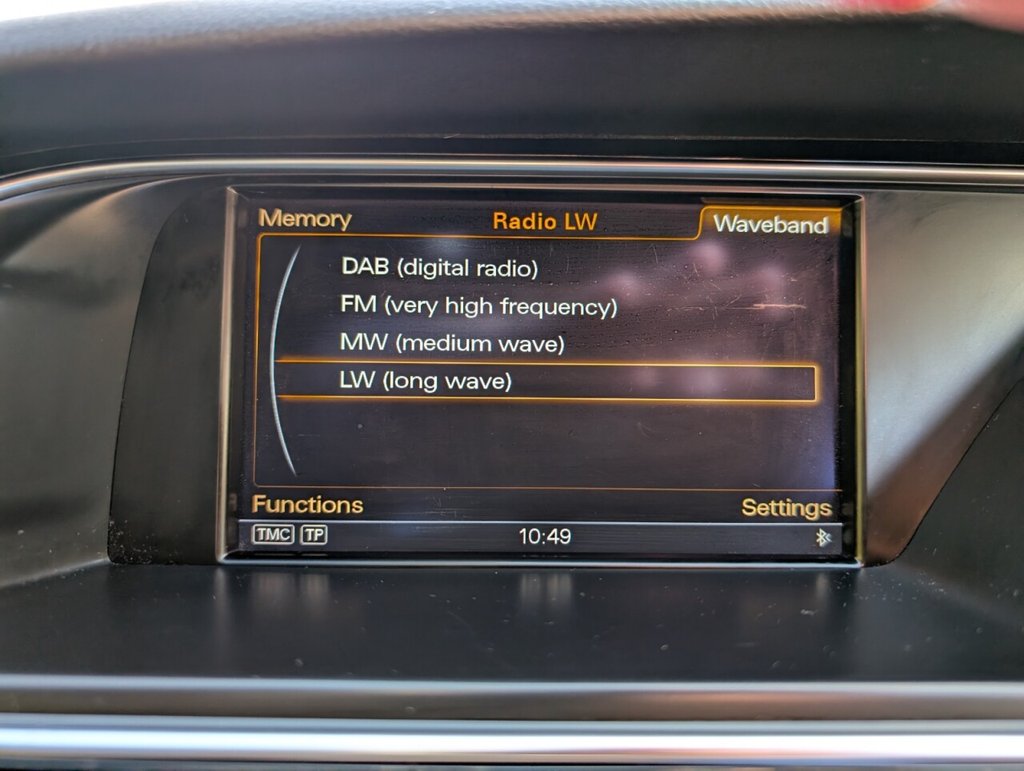 Memory Radio LW Waveband
DAB (digital radio)
FM (very high frequency)
MW (medium wave)
LW (long wave)
Functions Settings
TMC TP 10:49